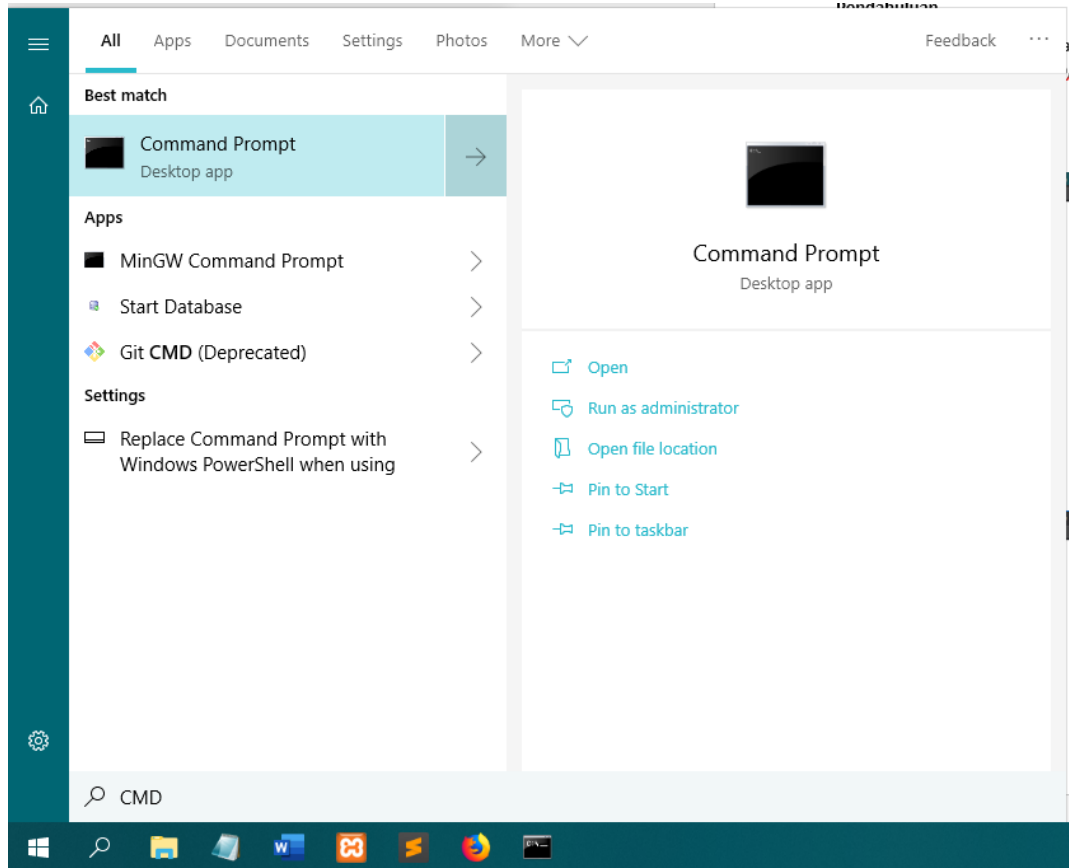 Pendahuluan
All Apps Documents Settings Photos More Feedback ...
Best match
Command Prompt
Desktop app
Apps
MinGW Command Prompt
Start Database
Git CMD (Deprecated)
Settings
Replace Command Prompt with
Windows PowerShell when using
Command Prompt
Desktop app
Open
Run as administrator
Open file location
Pin to Start
Pin to taskbar
CMD